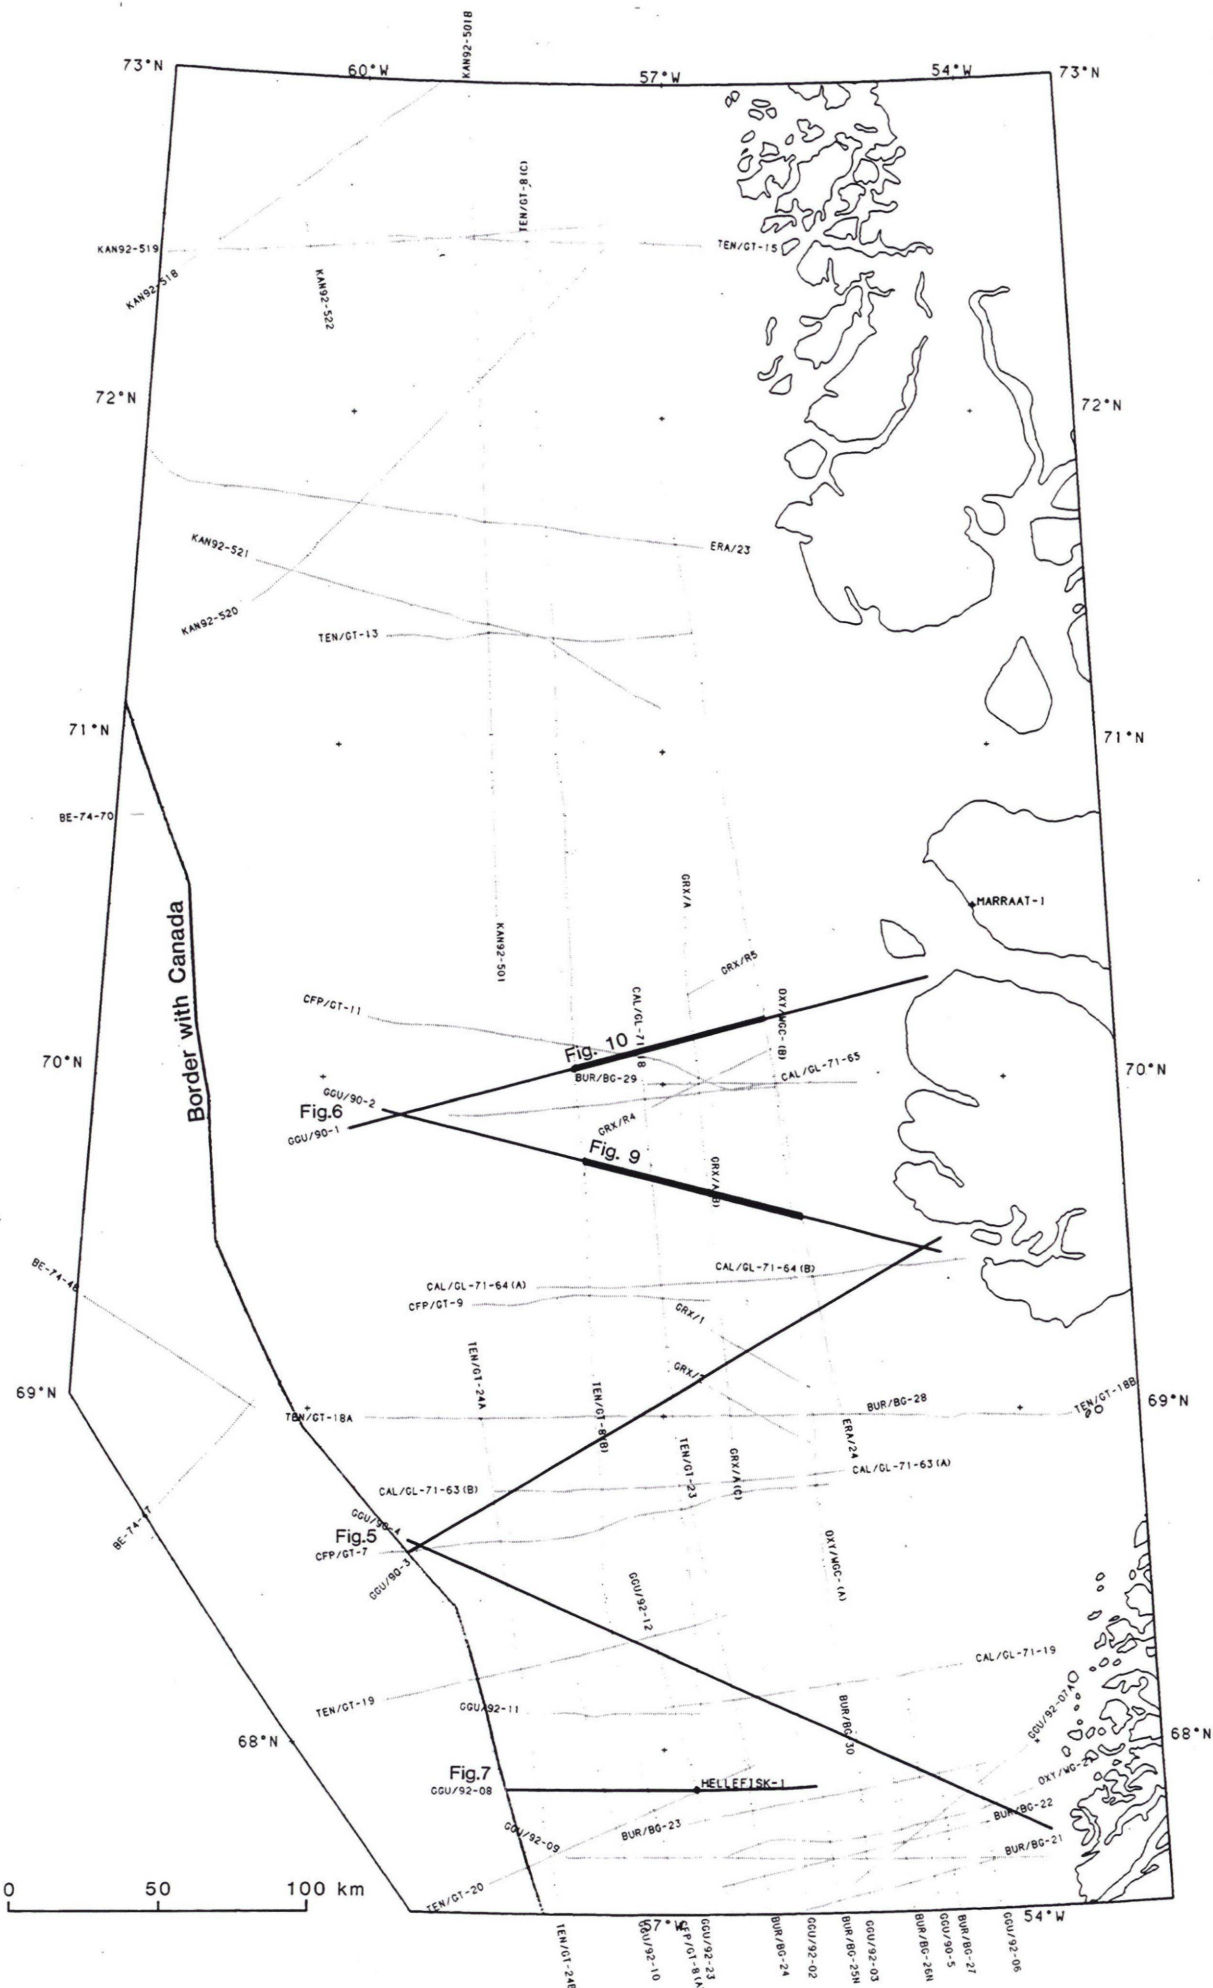 KAN92-501B
73°N
60°W
57°W
54°W
73°N
TEN/GT-8(C)
KAN92-519
TEN/GT-15
KAN92-518
KAN92-522
72°N
72°N
KAN92-521
ERA/23
KAN92-520
TEN/GT-13
71°N
71°N
BE-74-70
GRX/A
MARRAAT-1
Border with Canada
KAN92-501
GRX/R5
CFP/GT-11
OXY/WGC-(B)
Fig. 10
70°N
70°N
BUR/BG-29
CAL/GL-71-65
GGU/90-2
Fig.6
GRX/R4
GGU/90-1
Fig. 9
GRX/A(B)
BE-74-48
CAL/GL-71-64(B)
CAL/GL-71-64(A)
CFP/GT-9
GRX/1
TEN/GT-24A
GRX/2
69°N
TEN/GT-8(B)
BUR/BG-28
TEN/GT-18B
69°N
TEN/GT-18A
ERA/24
TEN/GT-23
GRX/A(C)
CAL/GL-71-63(A)
CAL/GL-71-63(B)
BE-74-47
GGU/90-4
Fig.5
CFP/GT-7
GGU/90-3
OXY/WGC-(A)
GGU/92-12
CAL/GL-71-19
TEN/GT-19
GGU/92-11
BUR/BG-30
GGU/92-07A
68°N
68°N
Fig.7
GGU/92-08
HELLEFISK-1
BUR/BG-22
GGU/92-09
BUR/BG-23
BUR/BG-21
0 50 100 km
TEN/GT-20
57°W
54°W
GGU/92-10
GGU/92-23
BUR/BG-24
GGU/92-02
BUR/BG-25N
GGU/92-03
BUR/BG-26N
GGU/90-5
BUR/BG-27
GGU/92-06